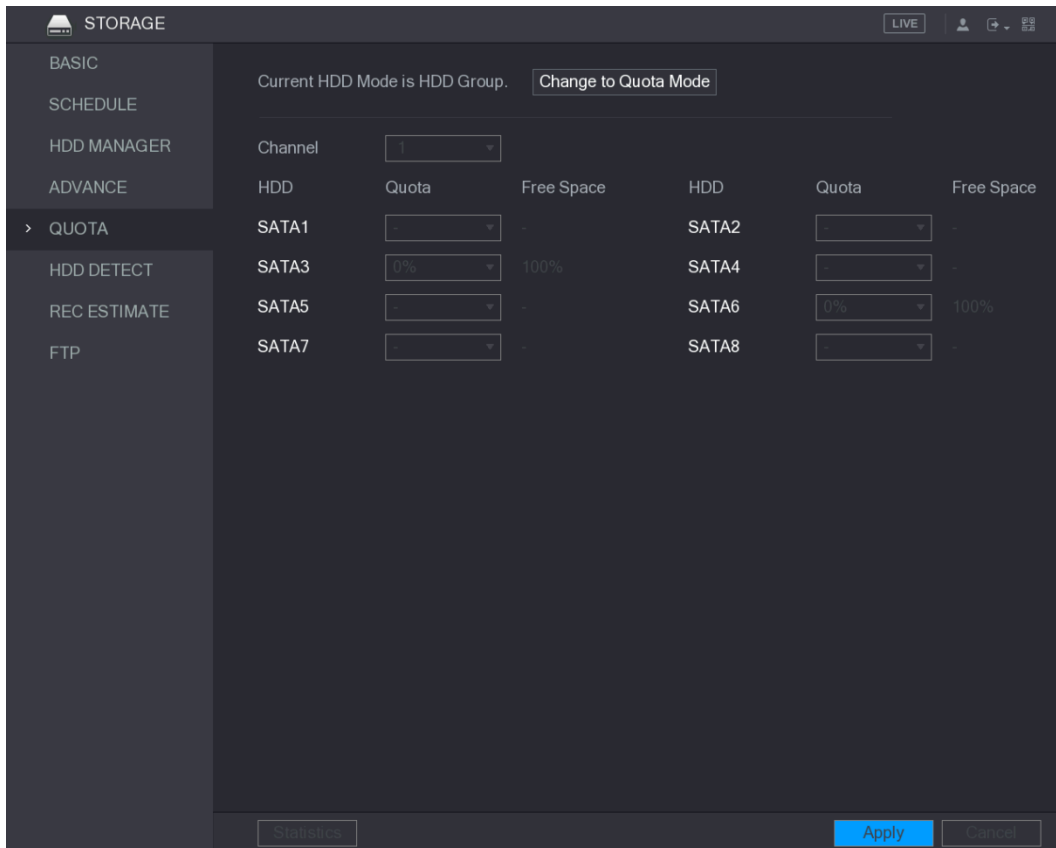 STORAGE LIVE
BASIC
SCHEDULE
HDD MANAGER
ADVANCE
> QUOTA
HDD DETECT
REC ESTIMATE
FTP
Current HDD Mode is HDD Group. Change to Quota Mode
Channel 1
HDD Quota Free Space HDD Quota Free Space
SATA1 - - SATA2 - -
SATA3 0% 100% SATA4 - -
SATA5 - - SATA6 0% 100%
SATA7 - - SATA8 - -
Statistics Apply Cancel